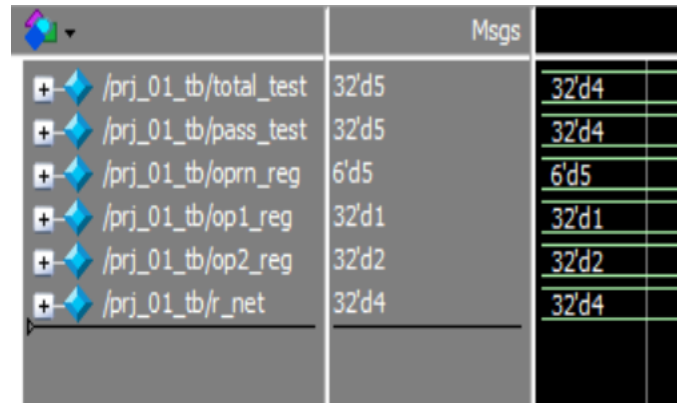 Msgs
/prj_01_tb/total_test 32'd5 32'd4
/prj_01_tb/pass_test 32'd5 32'd4
/prj_01_tb/oprn_reg 6'd5 6'd5
/prj_01_tb/op1_reg 32'd1 32'd1
/prj_01_tb/op2_reg 32'd2 32'd2
/prj_01_tb/r_net 32'd4 32'd4